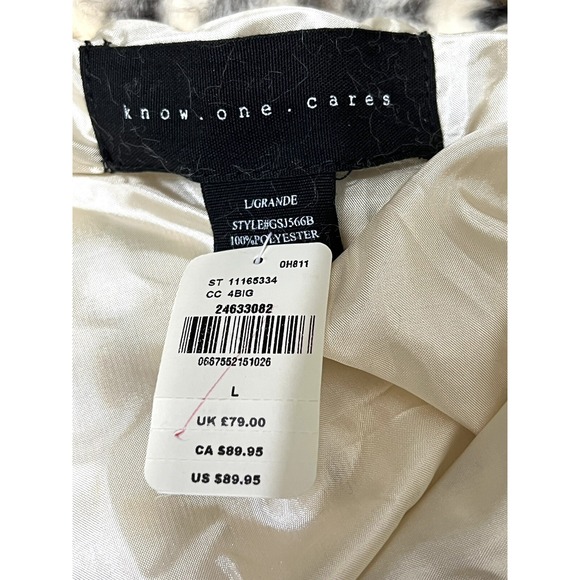 know.one.cares
L/GRANDE
STYLE#GSJ566B
100%POLYESTER
0H811
ST 11165334
CC 4BIG
24633082
0667552151026
L
UK £79.00
CA $89.95
US $89.95